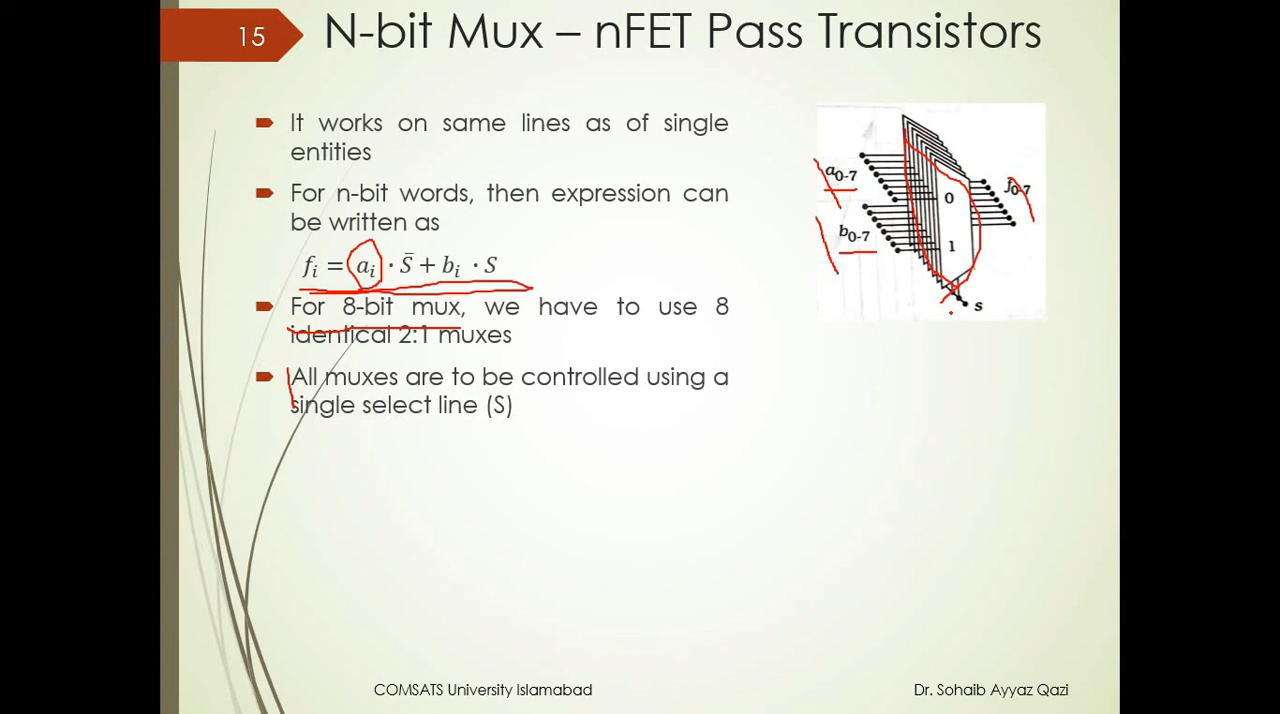 15
N-bit Mux – nFET Pass Transistors
It works on same lines as of single
entities
For n-bit words, then expression can
be written as
fᵢ = aᵢ · S̄ + bᵢ · S
For 8-bit mux, we have to use 8
identical 2:1 muxes
All muxes are to be controlled using a
single select line (S)
a₀₋₇
b₀₋₇
0
1
f₀₋₇
s
COMSATS University Islamabad
Dr. Sohaib Ayyaz Qazi